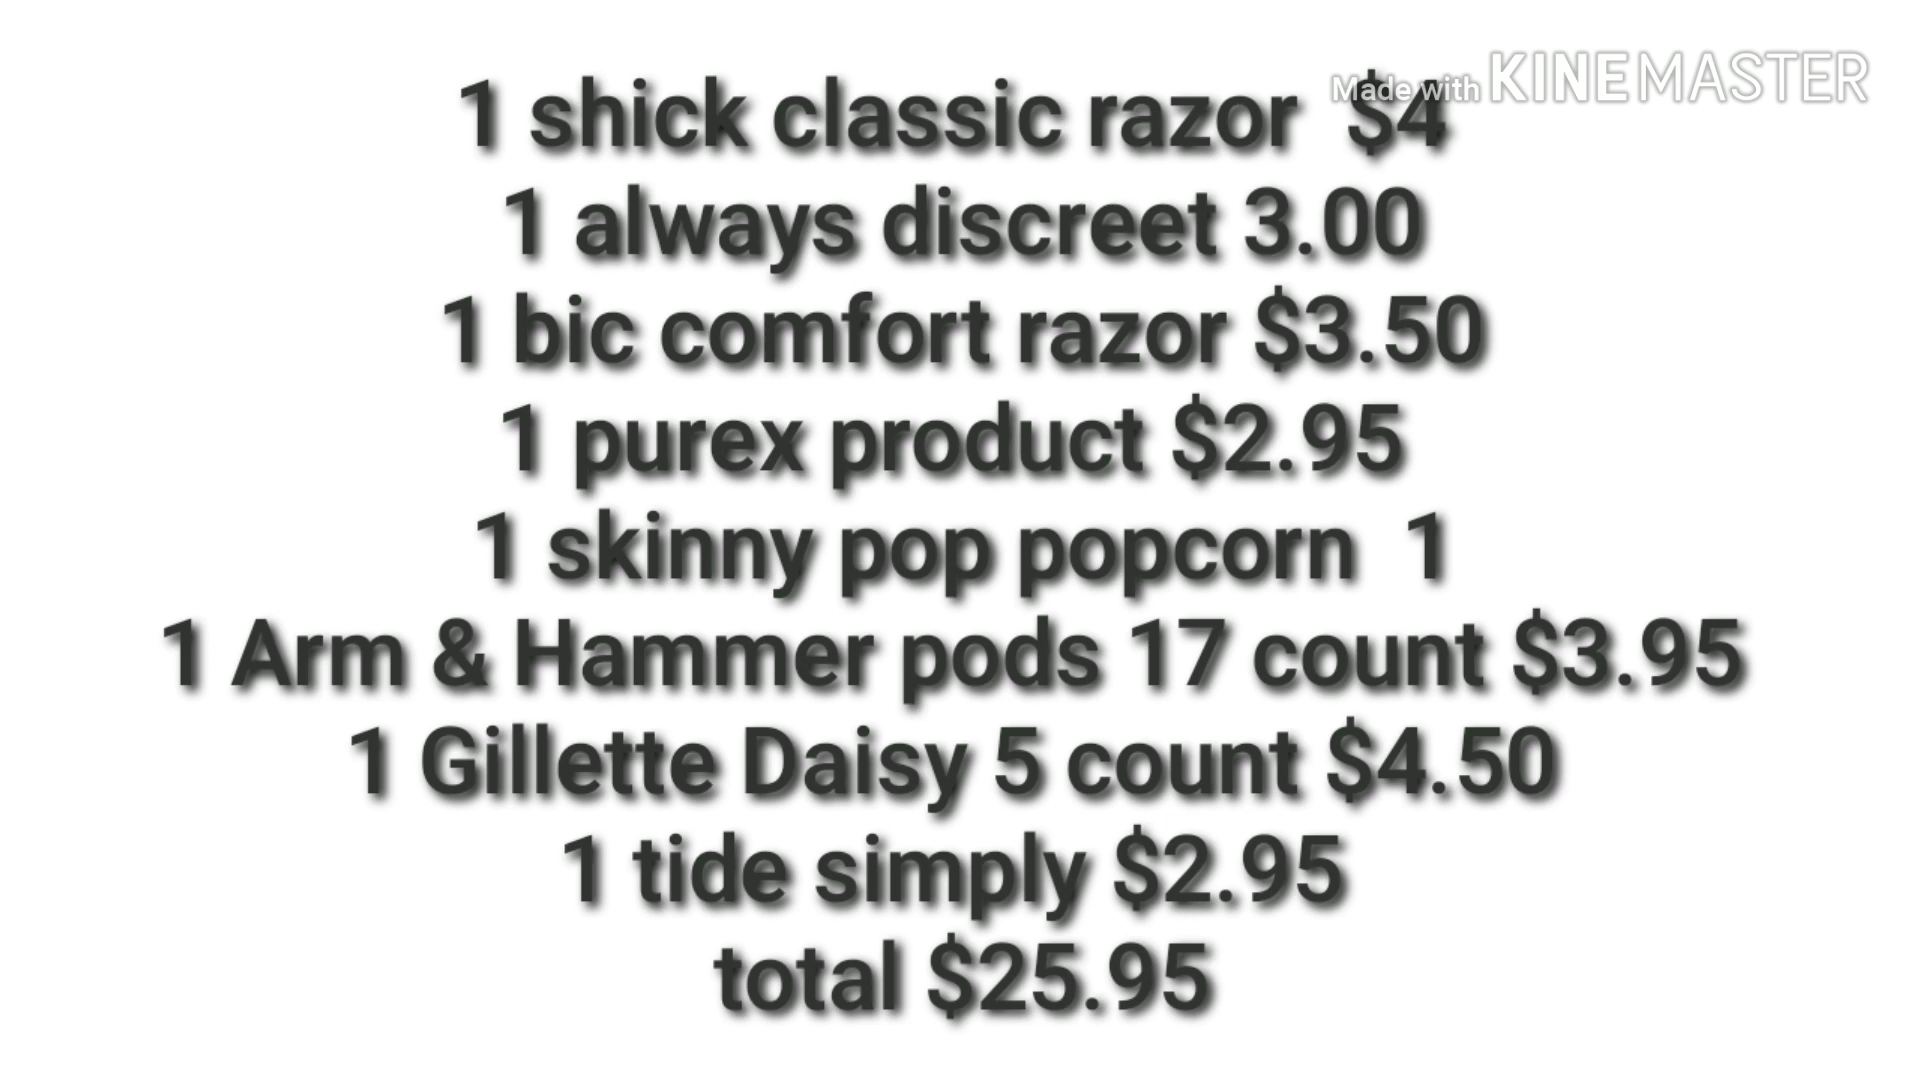 Made with KINEMASTER
1 shick classic razor  $4
1 always discreet 3.00
1 bic comfort razor $3.50
1 purex product $2.95
1 skinny pop popcorn  1
1 Arm & Hammer pods 17 count $3.95
1 Gillette Daisy 5 count $4.50
1 tide simply $2.95
total $25.95